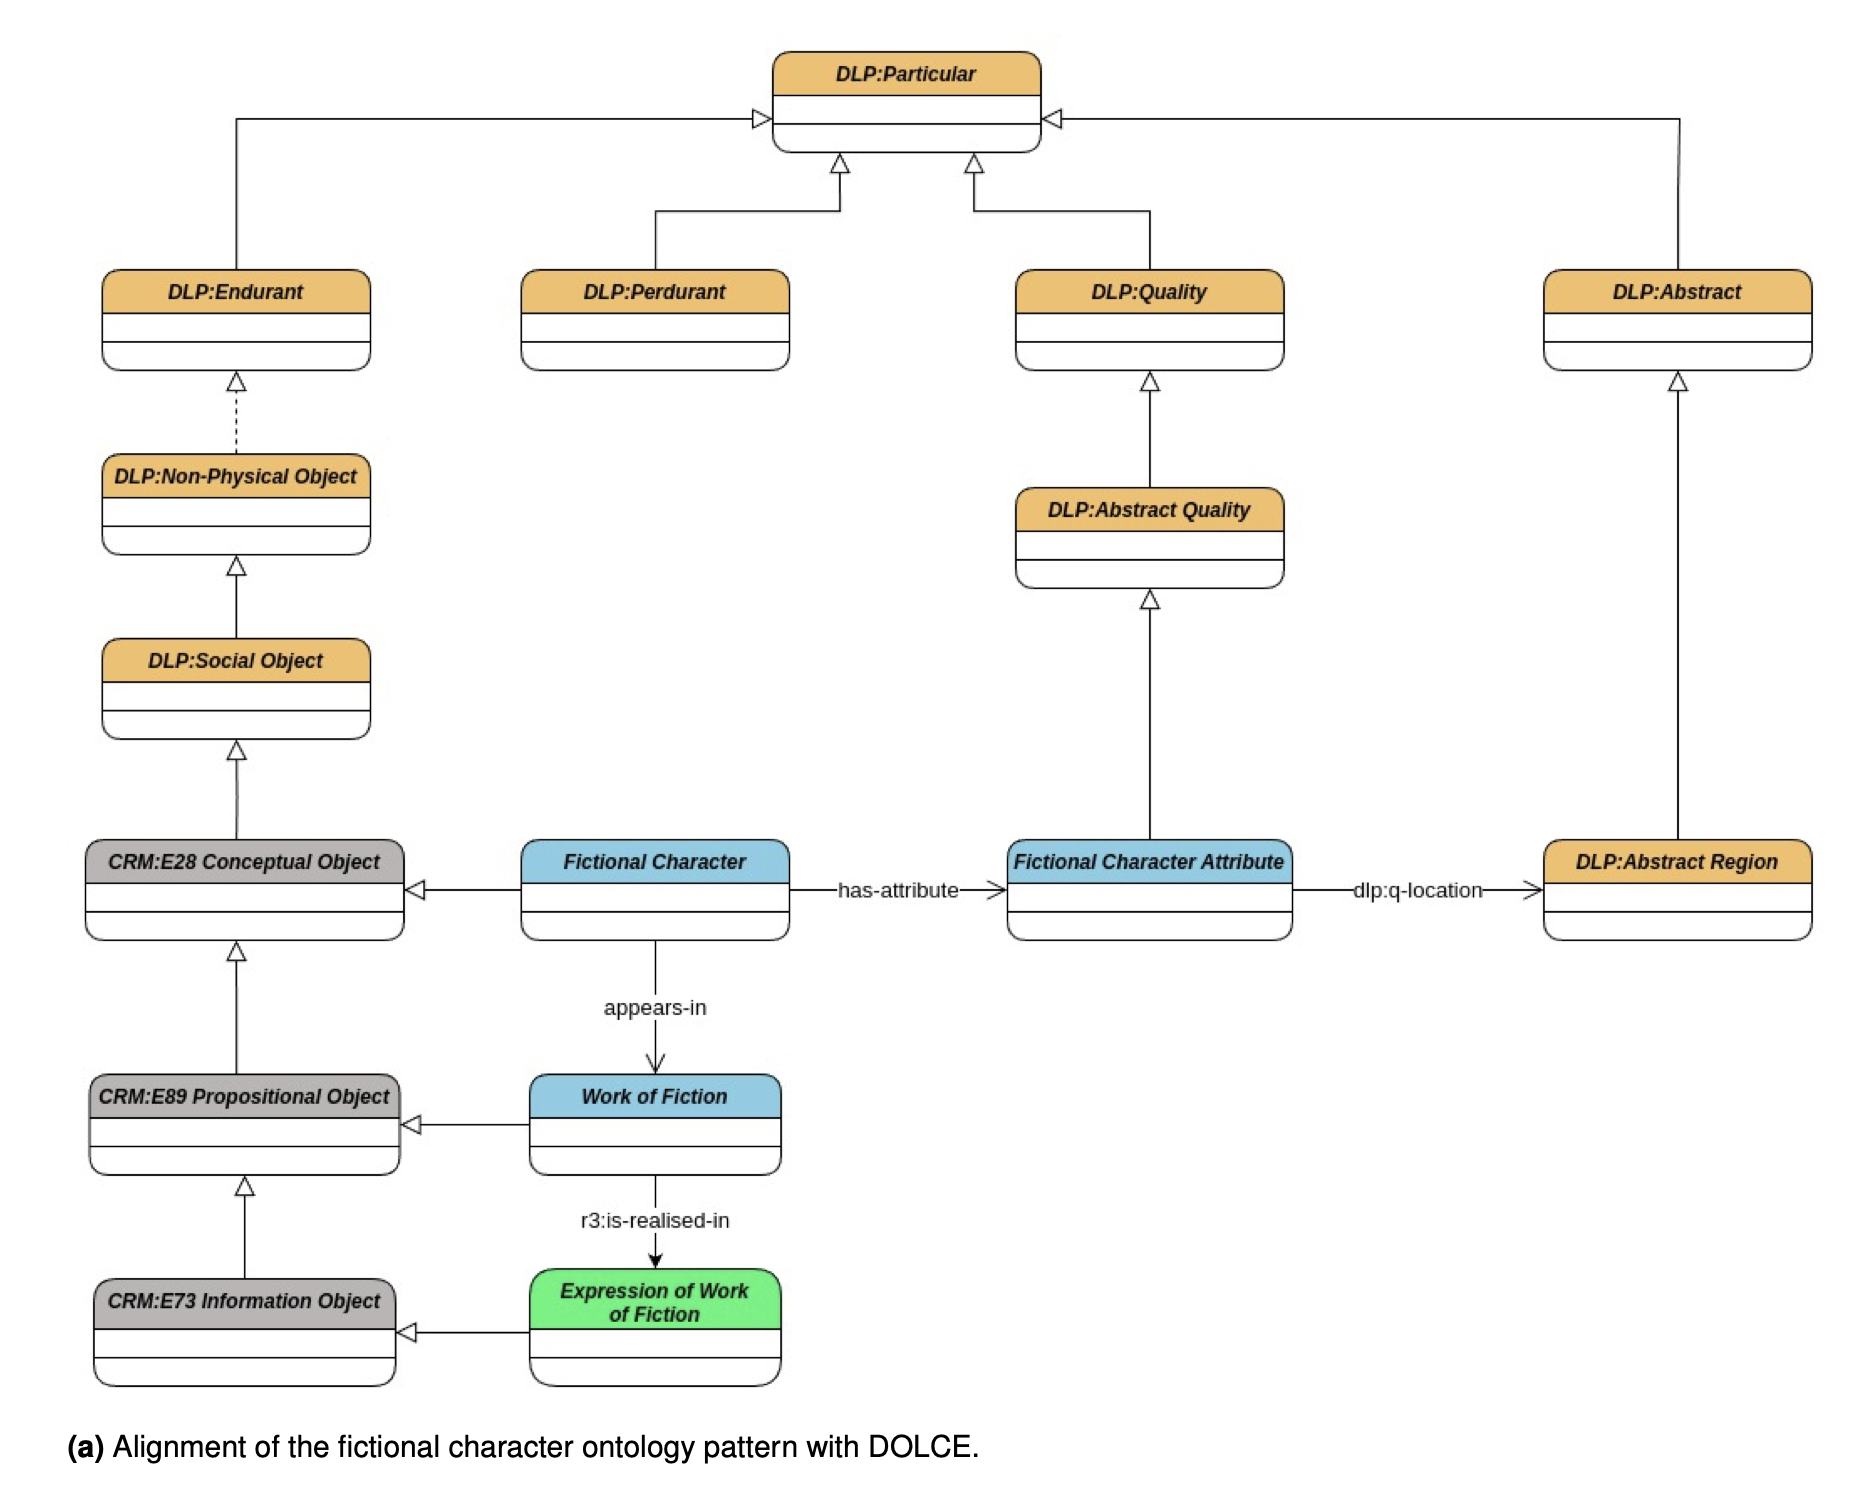 DLP:Particular
DLP:Endurant
DLP:Perdurant
DLP:Quality
DLP:Abstract
DLP:Non-Physical Object
DLP:Abstract Quality
DLP:Social Object
CRM:E28 Conceptual Object
Fictional Character
has-attribute
Fictional Character Attribute
dlp:q-location
DLP:Abstract Region
appears-in
CRM:E89 Propositional Object
Work of Fiction
r3:is-realised-in
CRM:E73 Information Object
Expression of Work
of Fiction
(a) Alignment of the fictional character ontology pattern with DOLCE.